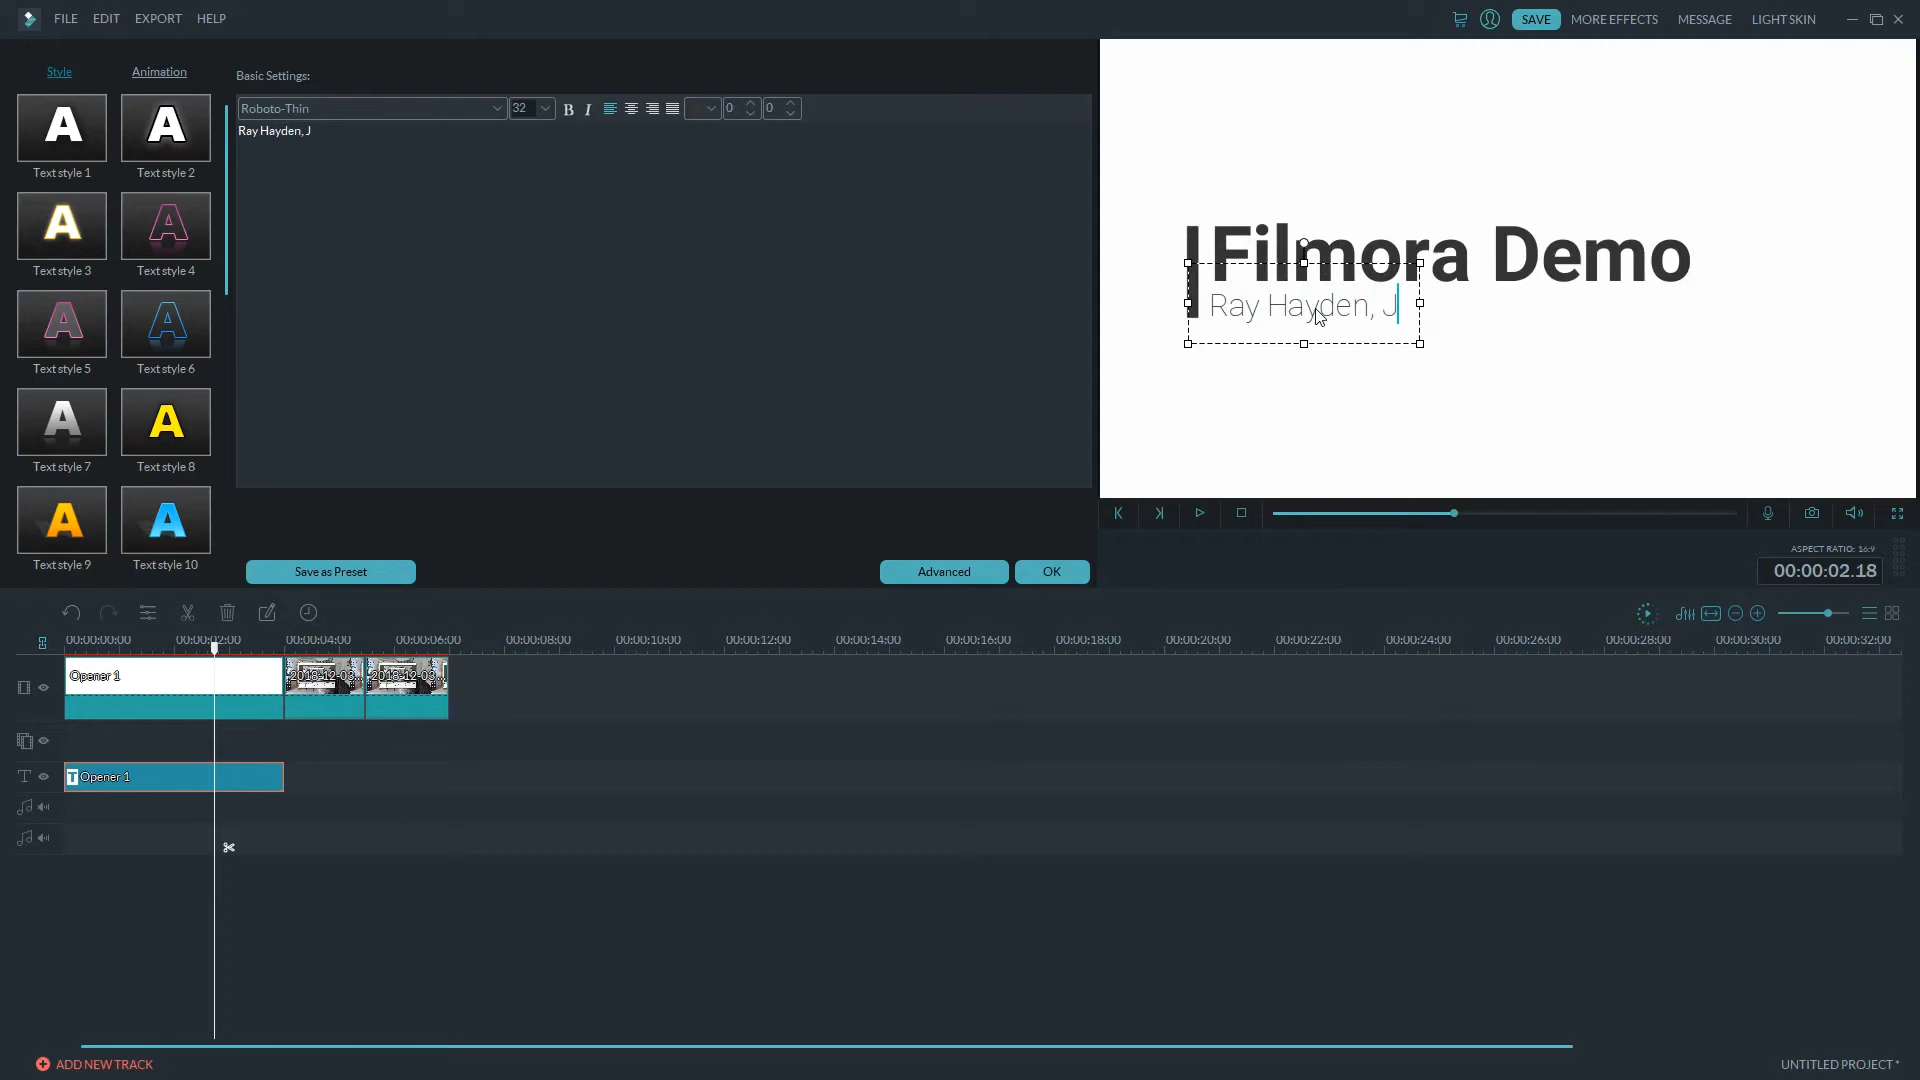 FILE EDIT EXPORT HELP
SAVE MORE EFFECTS MESSAGE LIGHT SKIN
Style Animation
Basic Settings:
Roboto-Thin 32 B I 0 0
Ray Hayden, J
A A
Text style 1 Text style 2
A A
Text style 3 Text style 4
A A
Text style 5 Text style 6
A A
Text style 7 Text style 8
A A
Text style 9 Text style 10
Save as Preset Advanced OK
Filmora Demo
Ray Hayden, J
ASPECT RATIO: 16:9
00:00:02.18
00:00:00:00 00:00:02:00 00:00:04:00 00:00:06:00 00:00:08:00 00:00:10:00 00:00:12:00 00:00:14:00 00:00:16:00 00:00:18:00 00:00:20:00 00:00:22:00 00:00:24:00 00:00:26:00 00:00:28:00 00:00:30:00 00:00:32:00
Opener 1 2018-12-03... 2018-12-03...
T T Opener 1
ADD NEW TRACK
UNTITLED PROJECT *